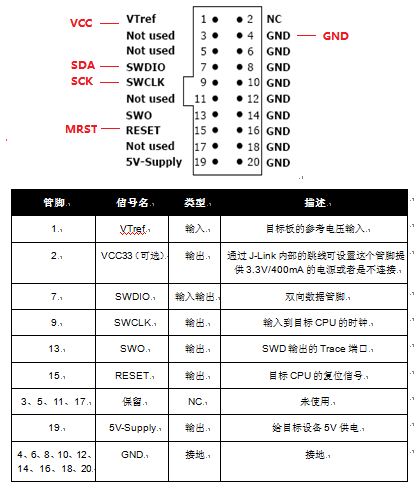 VCC VTref 1 2 NC
Not used 3 4 GND GND
Not used 5 6 GND
SDA SWDIO 7 8 GND
SCK SWCLK 9 10 GND
Not used 11 12 GND
SWO 13 14 GND
MRST RESET 15 16 GND
Not used 17 18 GND
5V-Supply 19 20 GND
管脚 信号名 类型 描述
1 VTref 输入 目标板的参考电压输入
2 VCC33（可选） 输出 通过 J-Link 内部的跳线可设置这个管脚提
供 3.3V/400mA 的电源或者是不连接
7 SWDIO 输入输出 双向数据管脚
9 SWCLK 输出 输入到目标 CPU 的时钟
13 SWO 输出 SWD 输出的 Trace 端口
15 RESET 输出 目标 CPU 的复位信号
3、5、11、17 保留 NC 未使用
19 5V-Supply 输出 给目标设备 5V 供电
4、6、8、10、12、
14、16、18、20 GND 接地 接地